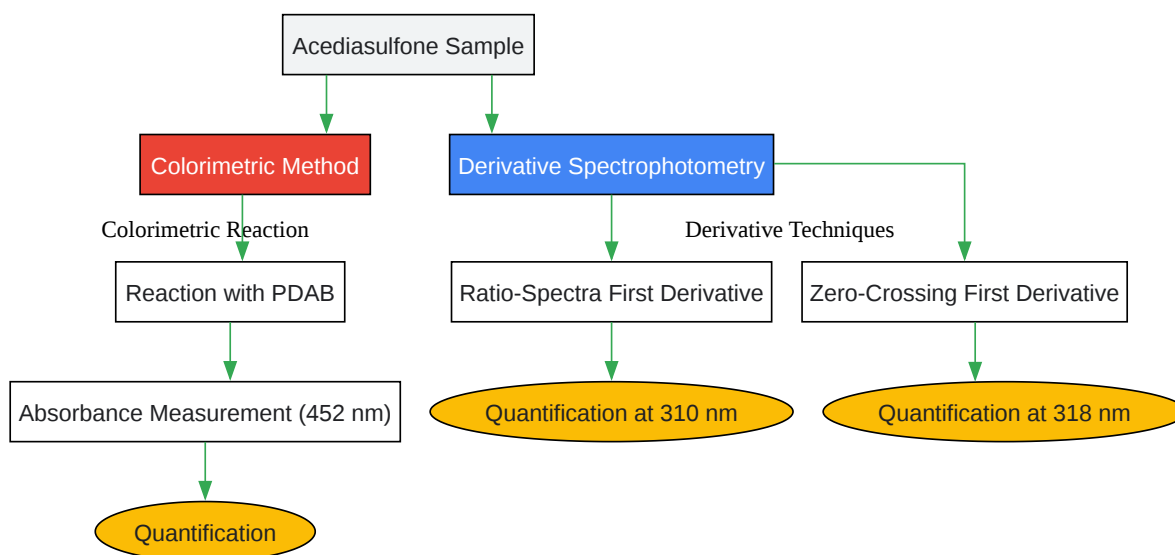 Acediasulfone Sample
Colorimetric Method
Derivative Spectrophotometry
Colorimetric Reaction
Derivative Techniques
Reaction with PDAB
Ratio-Spectra First Derivative
Zero-Crossing First Derivative
Absorbance Measurement (452 nm)
Quantification at 310 nm
Quantification at 318 nm
Quantification